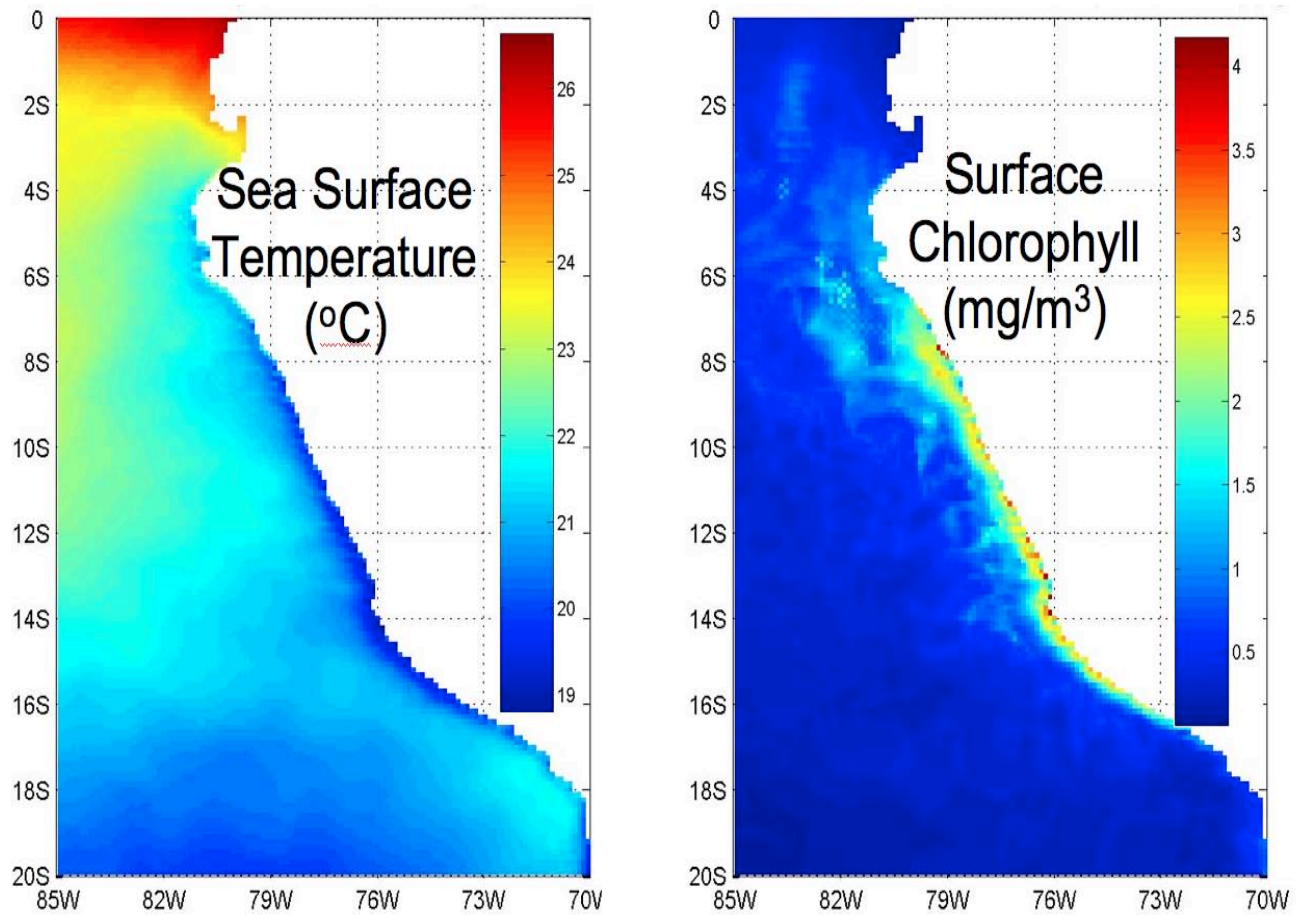 0
2S
4S
6S
8S
10S
12S
14S
16S
18S
20S
85W 82W 79W 76W 73W 70W
Sea Surface
Temperature
(°C)
26
25
24
23
22
21
20
19
0
2S
4S
6S
8S
10S
12S
14S
16S
18S
20S
85W 82W 79W 76W 73W 70W
Surface
Chlorophyll
(mg/m³)
4
3.5
3
2.5
2
1.5
1
0.5